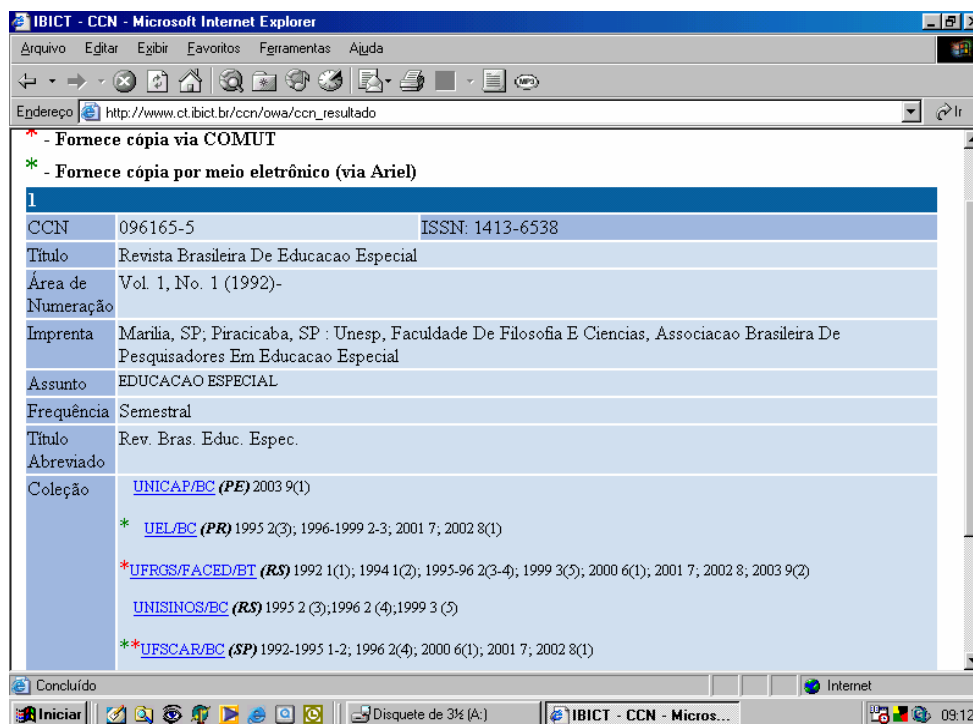 IBICT - CCN - Microsoft Internet Explorer
Arquivo Editar Exibir Favoritos Ferramentas Ajuda
Endereço http://www.ct.ibict.br/ccn/owa/ccn_resultado Ir
* - Fornece cópia via COMUT
* - Fornece cópia por meio eletrônico (via Ariel)
1
CCN 096165-5 ISSN: 1413-6538
Título Revista Brasileira De Educacao Especial
Área de Numeração Vol. 1, No. 1 (1992)-
Imprenta Marilia, SP; Piracicaba, SP : Unesp, Faculdade De Filosofia E Ciencias, Associacao Brasileira De
Pesquisadores Em Educacao Especial
Assunto EDUCACAO ESPECIAL
Frequência Semestral
Título Abreviado Rev. Bras. Educ. Espec.
Coleção UNICAP/BC (PE) 2003 9(1)
* UEL/BC (PR) 1995 2(3); 1996-1999 2-3; 2001 7; 2002 8(1)
*UFRGS/FACED/BT (RS) 1992 1(1); 1994 1(2); 1995-96 2(3-4); 1999 3(5); 2000 6(1); 2001 7; 2002 8; 2003 9(2)
UNISINOS/BC (RS) 1995 2 (3);1996 2 (4);1999 3 (5)
**UFSCAR/BC (SP) 1992-1995 1-2; 1996 2(4); 2000 6(1); 2001 7; 2002 8(1)
Concluído Internet
Iniciar Disquete de 3½ (A:) IBICT - CCN - Micros... 09:12